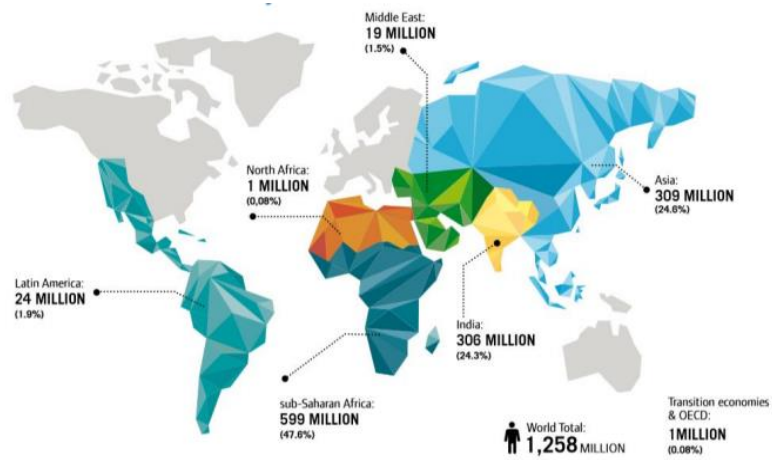 Middle East:
19 MILLION
(1.5%)
North Africa:
1 MILLION
(0,08%)
Asia:
309 MILLION
(24.6%)
Latin America:
24 MILLION
(1.9%)
India:
306 MILLION
(24.3%)
sub-Saharan Africa:
599 MILLION
(47.6%)
World Total:
1,258 MILLION
Transition economies
& OECD:
1MILLION
(0.08%)